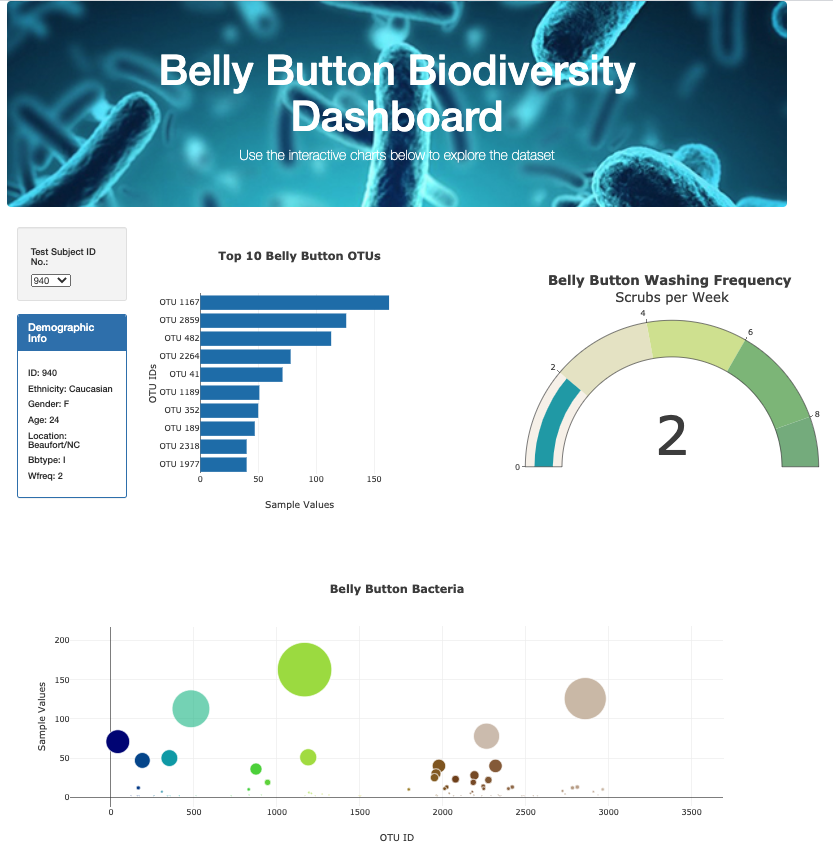 Belly Button Biodiversity
Dashboard
Use the interactive charts below to explore the dataset
Test Subject ID
No.:
940
Demographic
Info
ID: 940
Ethnicity: Caucasian
Gender: F
Age: 24
Location:
Beaufort/NC
Bbtype: I
Wfreq: 2
Top 10 Belly Button OTUs
OTU IDs
OTU 1167
OTU 2859
OTU 482
OTU 2264
OTU 41
OTU 1189
OTU 352
OTU 189
OTU 2318
OTU 1977
0 50 100 150
Sample Values
Belly Button Washing Frequency
Scrubs per Week
0
2
4
6
8
2
Belly Button Bacteria
Sample Values
200
150
100
50
0
0 500 1000 1500 2000 2500 3000 3500
OTU ID